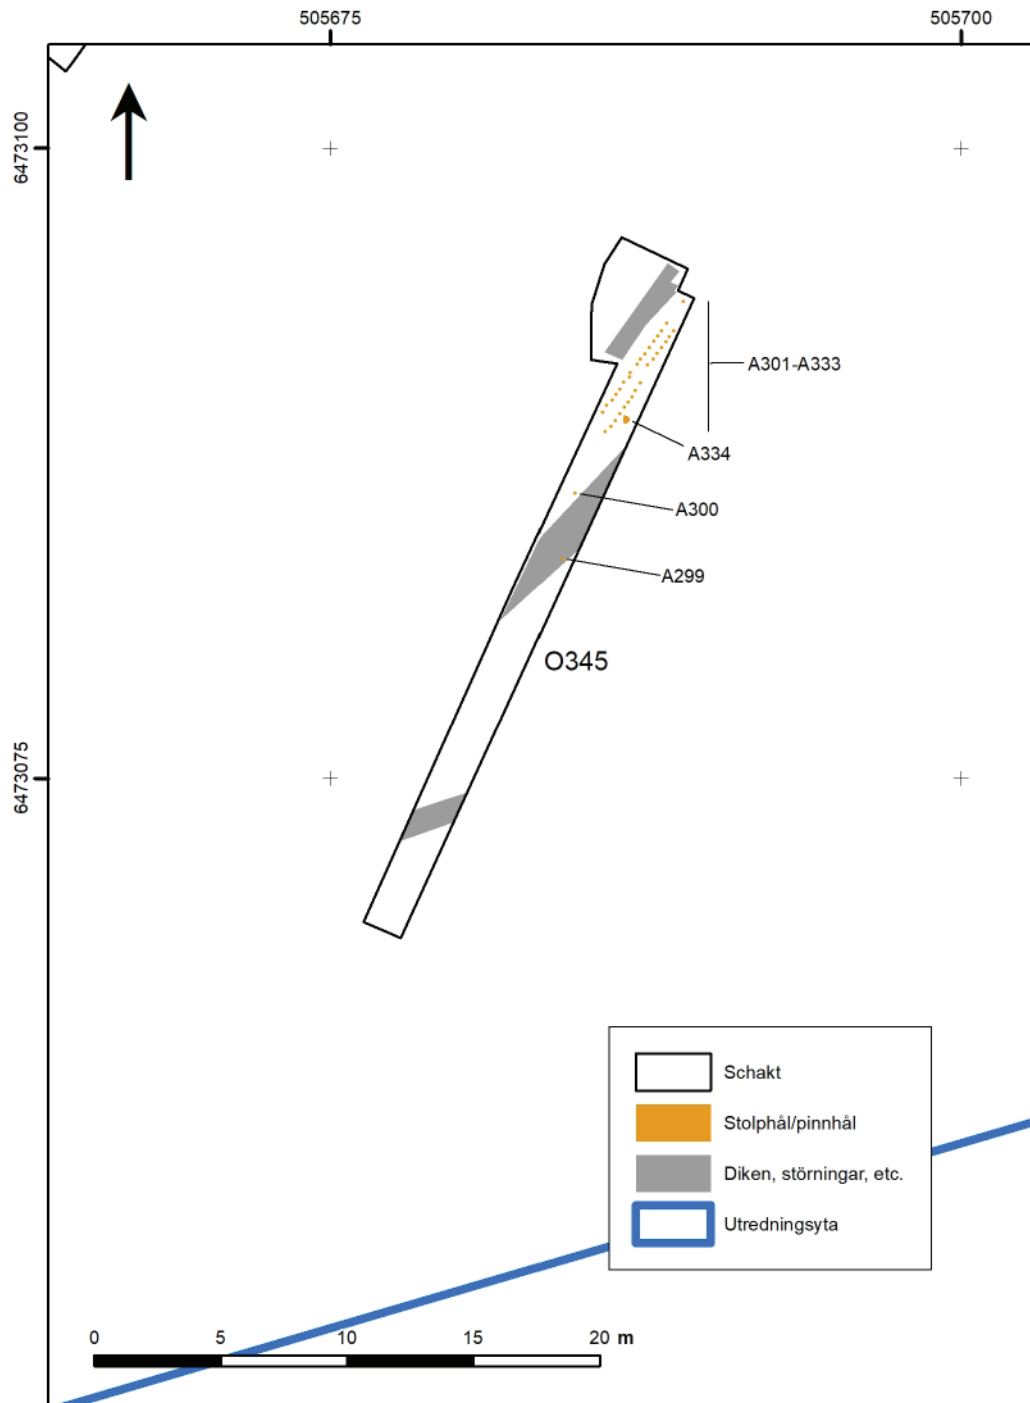 505675
505700
6473100
A301-A333
A334
A300
A299
O345
6473075
Schakt
Stolphål/pinnhål
Diken, störningar, etc.
Utredningsyta
0 5 10 15 20 m